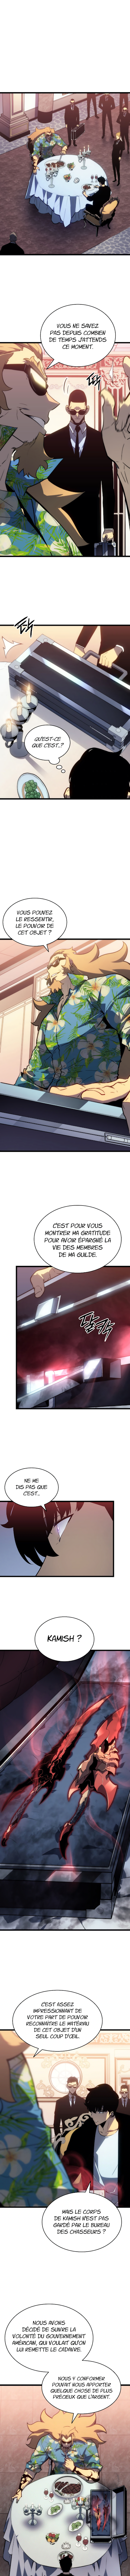 VOUS NE SAVEZ
PAS DEPUIS COMBIEN
DE TEMPS J'ATTENDS
CE MOMENT.
QU'EST-CE
QUE C'EST..?
VOUS POUVEZ
LE RESSENTIR,
LE POUVOIR DE
CET OBJET ?
C'EST POUR VOUS
MONTRER MA GRATITUDE
POUR AVOIR ÉPARGNÉ LA
VIE DES MEMBRES
DE MA GUILDE.
NE ME
DIS PAS QUE
C'EST...
KAMISH ?
C'EST ASSEZ
IMPRESSIONNANT DE
VOTRE PART DE POUVOIR
RECONNAÎTRE LE MATÉRIAU
DE CET OBJET D'UN
SEUL COUP D'ŒIL.
MAIS LE CORPS
DE KAMISH N'EST PAS
GARDÉ PAR LE BUREAU
DES CHASSEURS ?
NOUS AVONS
DÉCIDÉ DE SUIVRE LA
VOLONTÉ DU GOUVERNEMENT
AMÉRICAIN, QUI VOULAIT QU'ON
LUI REMETTE LE CADAVRE.
NOUS Y CONFORMER
POUVAIT NOUS APPORTER
QUELQUE CHOSE DE PLUS
PRÉCIEUX QUE L'ARGENT.